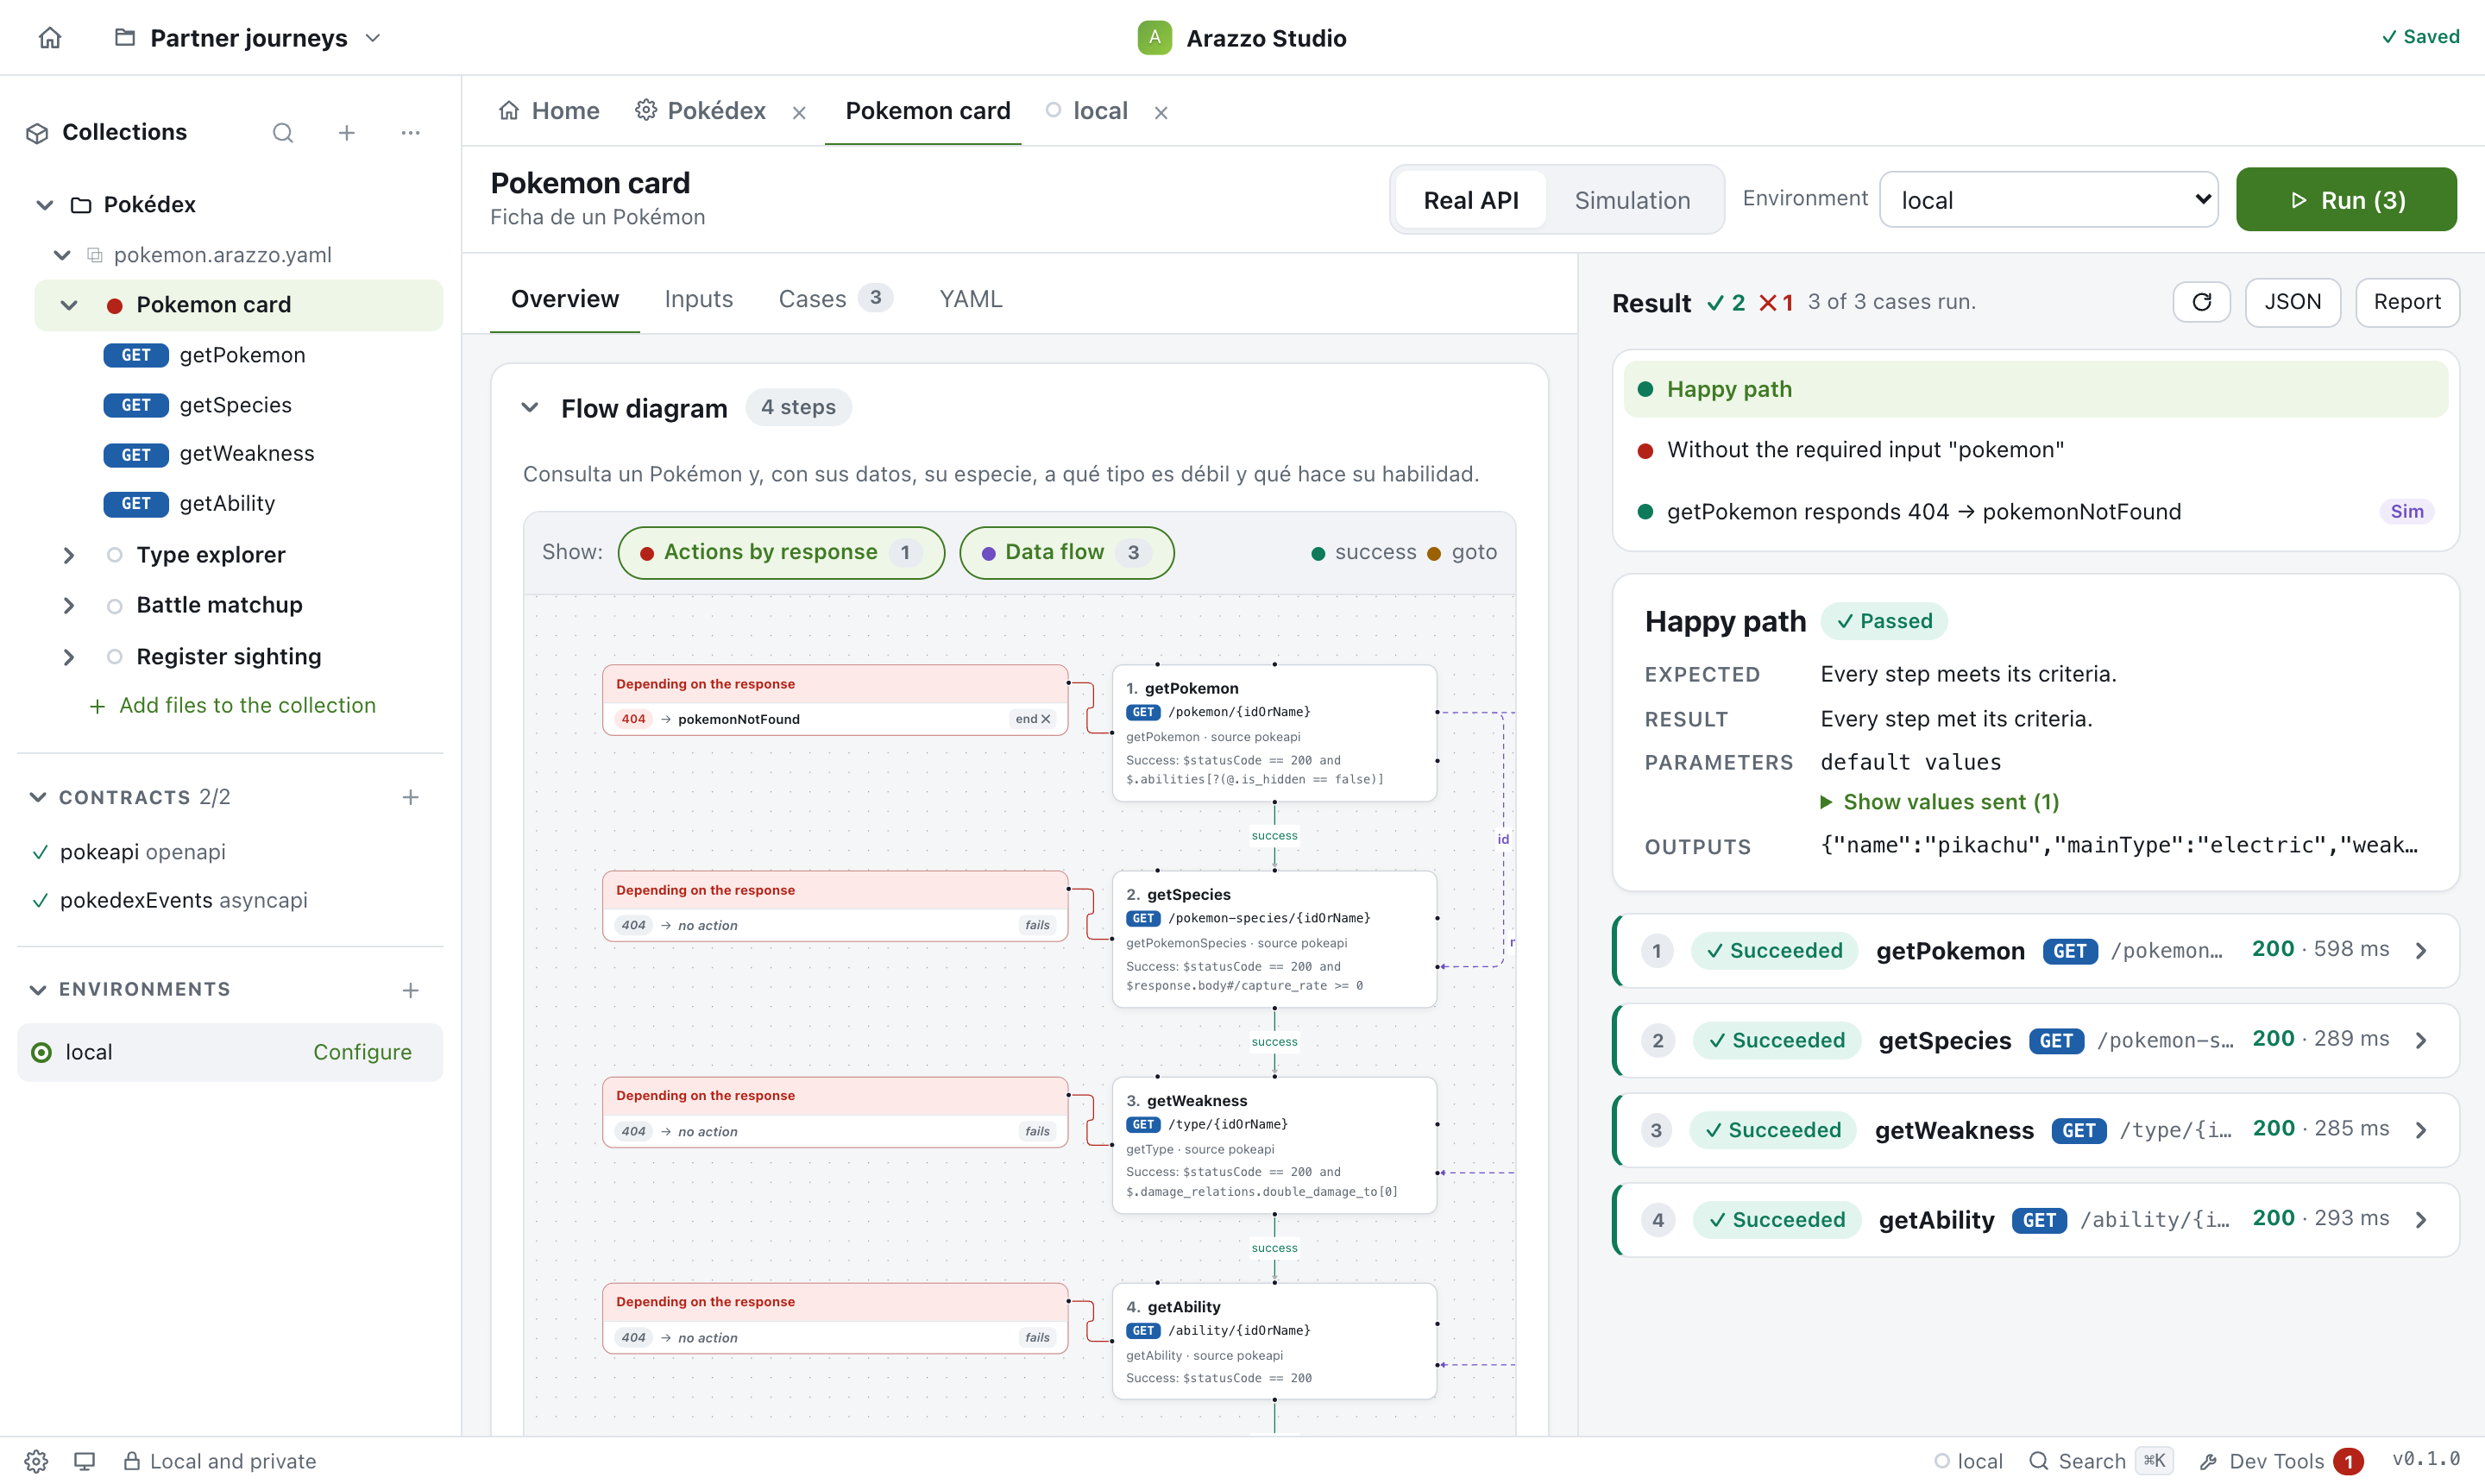 Partner journeys
A Arazzo Studio
Saved
Collections
Pokédex
pokemon.arazzo.yaml
Pokemon card
GET getPokemon
GET getSpecies
GET getWeakness
GET getAbility
Type explorer
Battle matchup
Register sighting
+ Add files to the collection
CONTRACTS 2/2
pokeapi openapi
pokedexEvents asyncapi
ENVIRONMENTS
local Configure
Home Pokédex Pokemon card local
Pokemon card
Ficha de un Pokémon
Real API Simulation Environment local Run (3)
Overview Inputs Cases 3 YAML
Flow diagram 4 steps
Consulta un Pokémon y, con sus datos, su especie, a qué tipo es débil y qué hace su habilidad.
Show: Actions by response 1 Data flow 3 success goto
Depending on the response
404 → pokemonNotFound end ✕
1. getPokemon
GET /pokemon/{idOrName}
getPokemon · source pokeapi
Success: $statusCode == 200 and
$.abilities[?(@.is_hidden == false)]
success
id
Depending on the response
404 → no action fails
2. getSpecies
GET /pokemon-species/{idOrName}
getPokemonSpecies · source pokeapi
Success: $statusCode == 200 and
$response.body#/capture_rate >= 0
success
Depending on the response
404 → no action fails
3. getWeakness
GET /type/{idOrName}
getType · source pokeapi
Success: $statusCode == 200 and
$.damage_relations.double_damage_to[0]
success
Depending on the response
404 → no action fails
4. getAbility
GET /ability/{idOrName}
getAbility · source pokeapi
Success: $statusCode == 200
Result ✓ 2 ✕ 1 3 of 3 cases run.
JSON Report
Happy path
Without the required input "pokemon"
getPokemon responds 404 → pokemonNotFound Sim
Happy path ✓ Passed
EXPECTED Every step meets its criteria.
RESULT Every step met its criteria.
PARAMETERS default values
Show values sent (1)
OUTPUTS {"name":"pikachu","mainType":"electric","weak…
1 ✓ Succeeded getPokemon GET /pokemon… 200 · 598 ms
2 ✓ Succeeded getSpecies GET /pokemon-s… 200 · 289 ms
3 ✓ Succeeded getWeakness GET /type/{i… 200 · 285 ms
4 ✓ Succeeded getAbility GET /ability/{i… 200 · 293 ms
Local and private
local Search ⌘K Dev Tools 1 v0.1.0